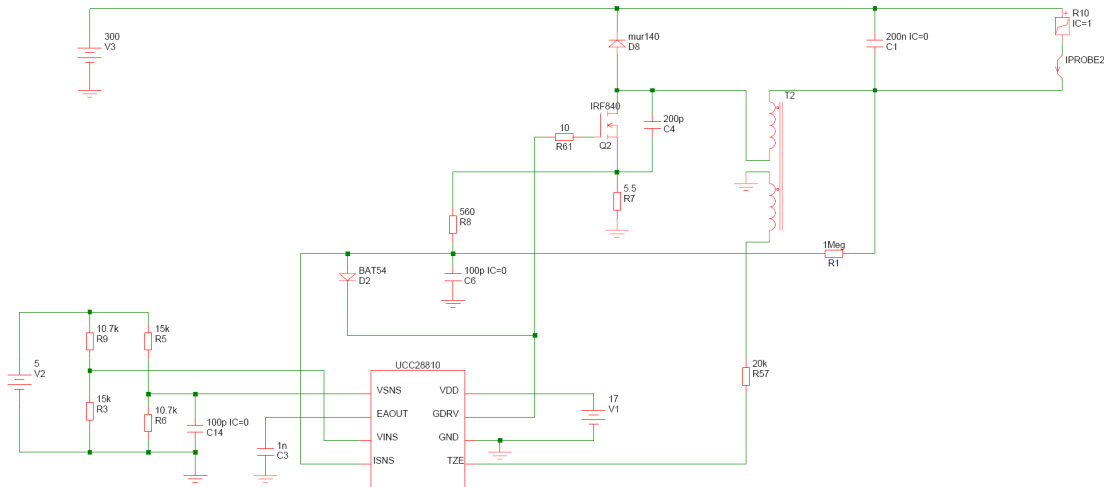 300
V3
mur140
D8
200n IC=0
C1
R10
IC=1
IPROBE2
IRF840
Q2
200p
C4
T2
10
R61
5.5
R7
560
R8
1Meg
R1
BAT54
D2
100p IC=0
C6
5
V2
10.7k
R9
15k
R5
15k
R3
10.7k
R6
100p IC=0
C14
1n
C3
UCC28810
VSNS
EAOUT
VINS
ISNS
VDD
GDRV
GND
TZE
17
V1
20k
R57